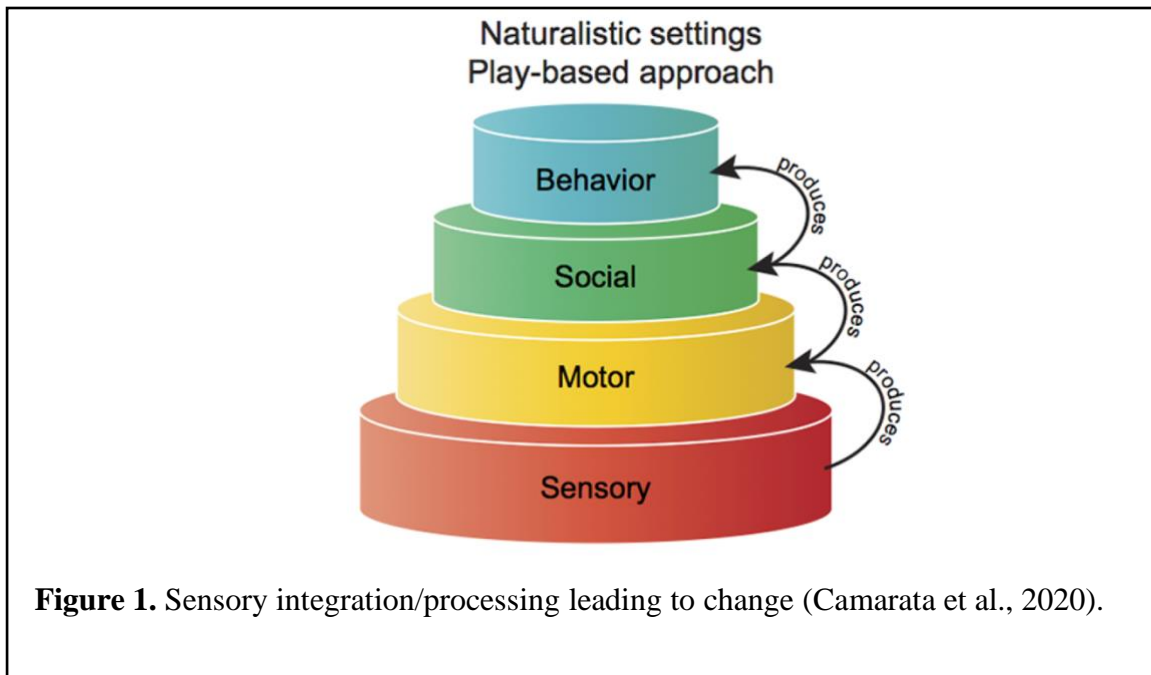 Naturalistic settings
Play-based approach
Behavior
produces
Social
produces
Motor
produces
Sensory
Figure 1. Sensory integration/processing leading to change (Camarata et al., 2020).